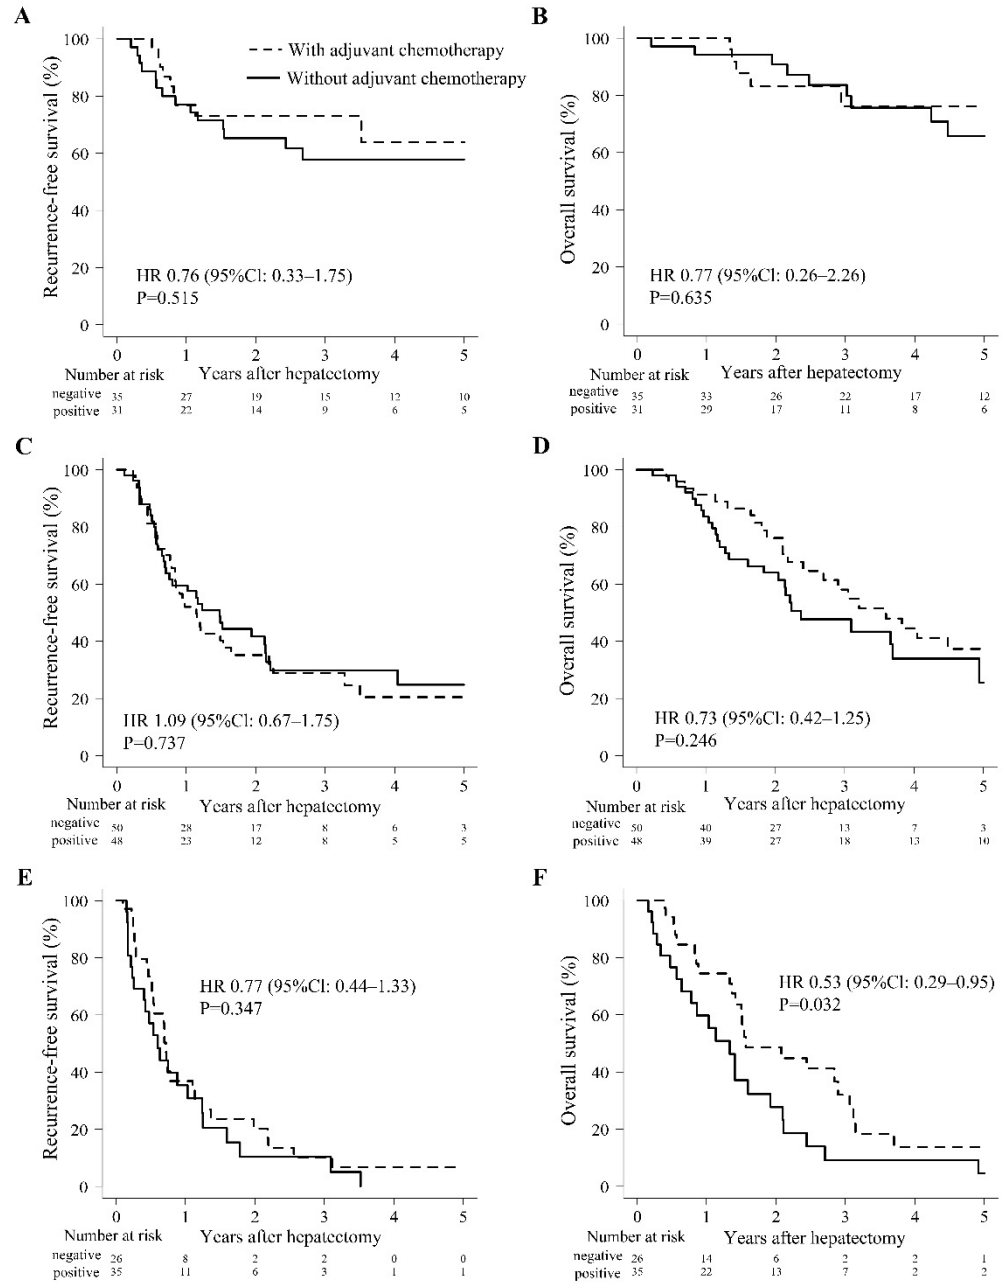 A
Recurrence-free survival (%)
100
80
60
40
20
0
With adjuvant chemotherapy
Without adjuvant chemotherapy
HR 0.76 (95%Cl: 0.33–1.75)
P=0.515
0 1 2 3 4 5
Number at risk
Years after hepatectomy
negative 35 27 19 15 12 10
positive 31 22 14 9 6 5
B
Overall survival (%)
100
80
60
40
20
0
HR 0.77 (95%Cl: 0.26–2.26)
P=0.635
0 1 2 3 4 5
Number at risk
Years after hepatectomy
negative 35 33 26 22 17 12
positive 31 29 17 11 8 6
C
Recurrence-free survival (%)
100
80
60
40
20
0
HR 1.09 (95%Cl: 0.67–1.75)
P=0.737
0 1 2 3 4 5
Number at risk
Years after hepatectomy
negative 50 28 17 8 6 3
positive 48 23 12 8 5 5
D
Overall survival (%)
100
80
60
40
20
0
HR 0.73 (95%Cl: 0.42–1.25)
P=0.246
0 1 2 3 4 5
Number at risk
Years after hepatectomy
negative 50 40 27 13 7 3
positive 48 39 27 18 13 10
E
Recurrence-free survival (%)
100
80
60
40
20
0
HR 0.77 (95%Cl: 0.44–1.33)
P=0.347
0 1 2 3 4 5
Number at risk
Years after hepatectomy
negative 26 8 2 2 0 0
positive 35 11 6 3 1 1
F
Overall survival (%)
100
80
60
40
20
0
HR 0.53 (95%Cl: 0.29–0.95)
P=0.032
0 1 2 3 4 5
Number at risk
Years after hepatectomy
negative 26 14 6 2 2 1
positive 35 22 13 7 2 2